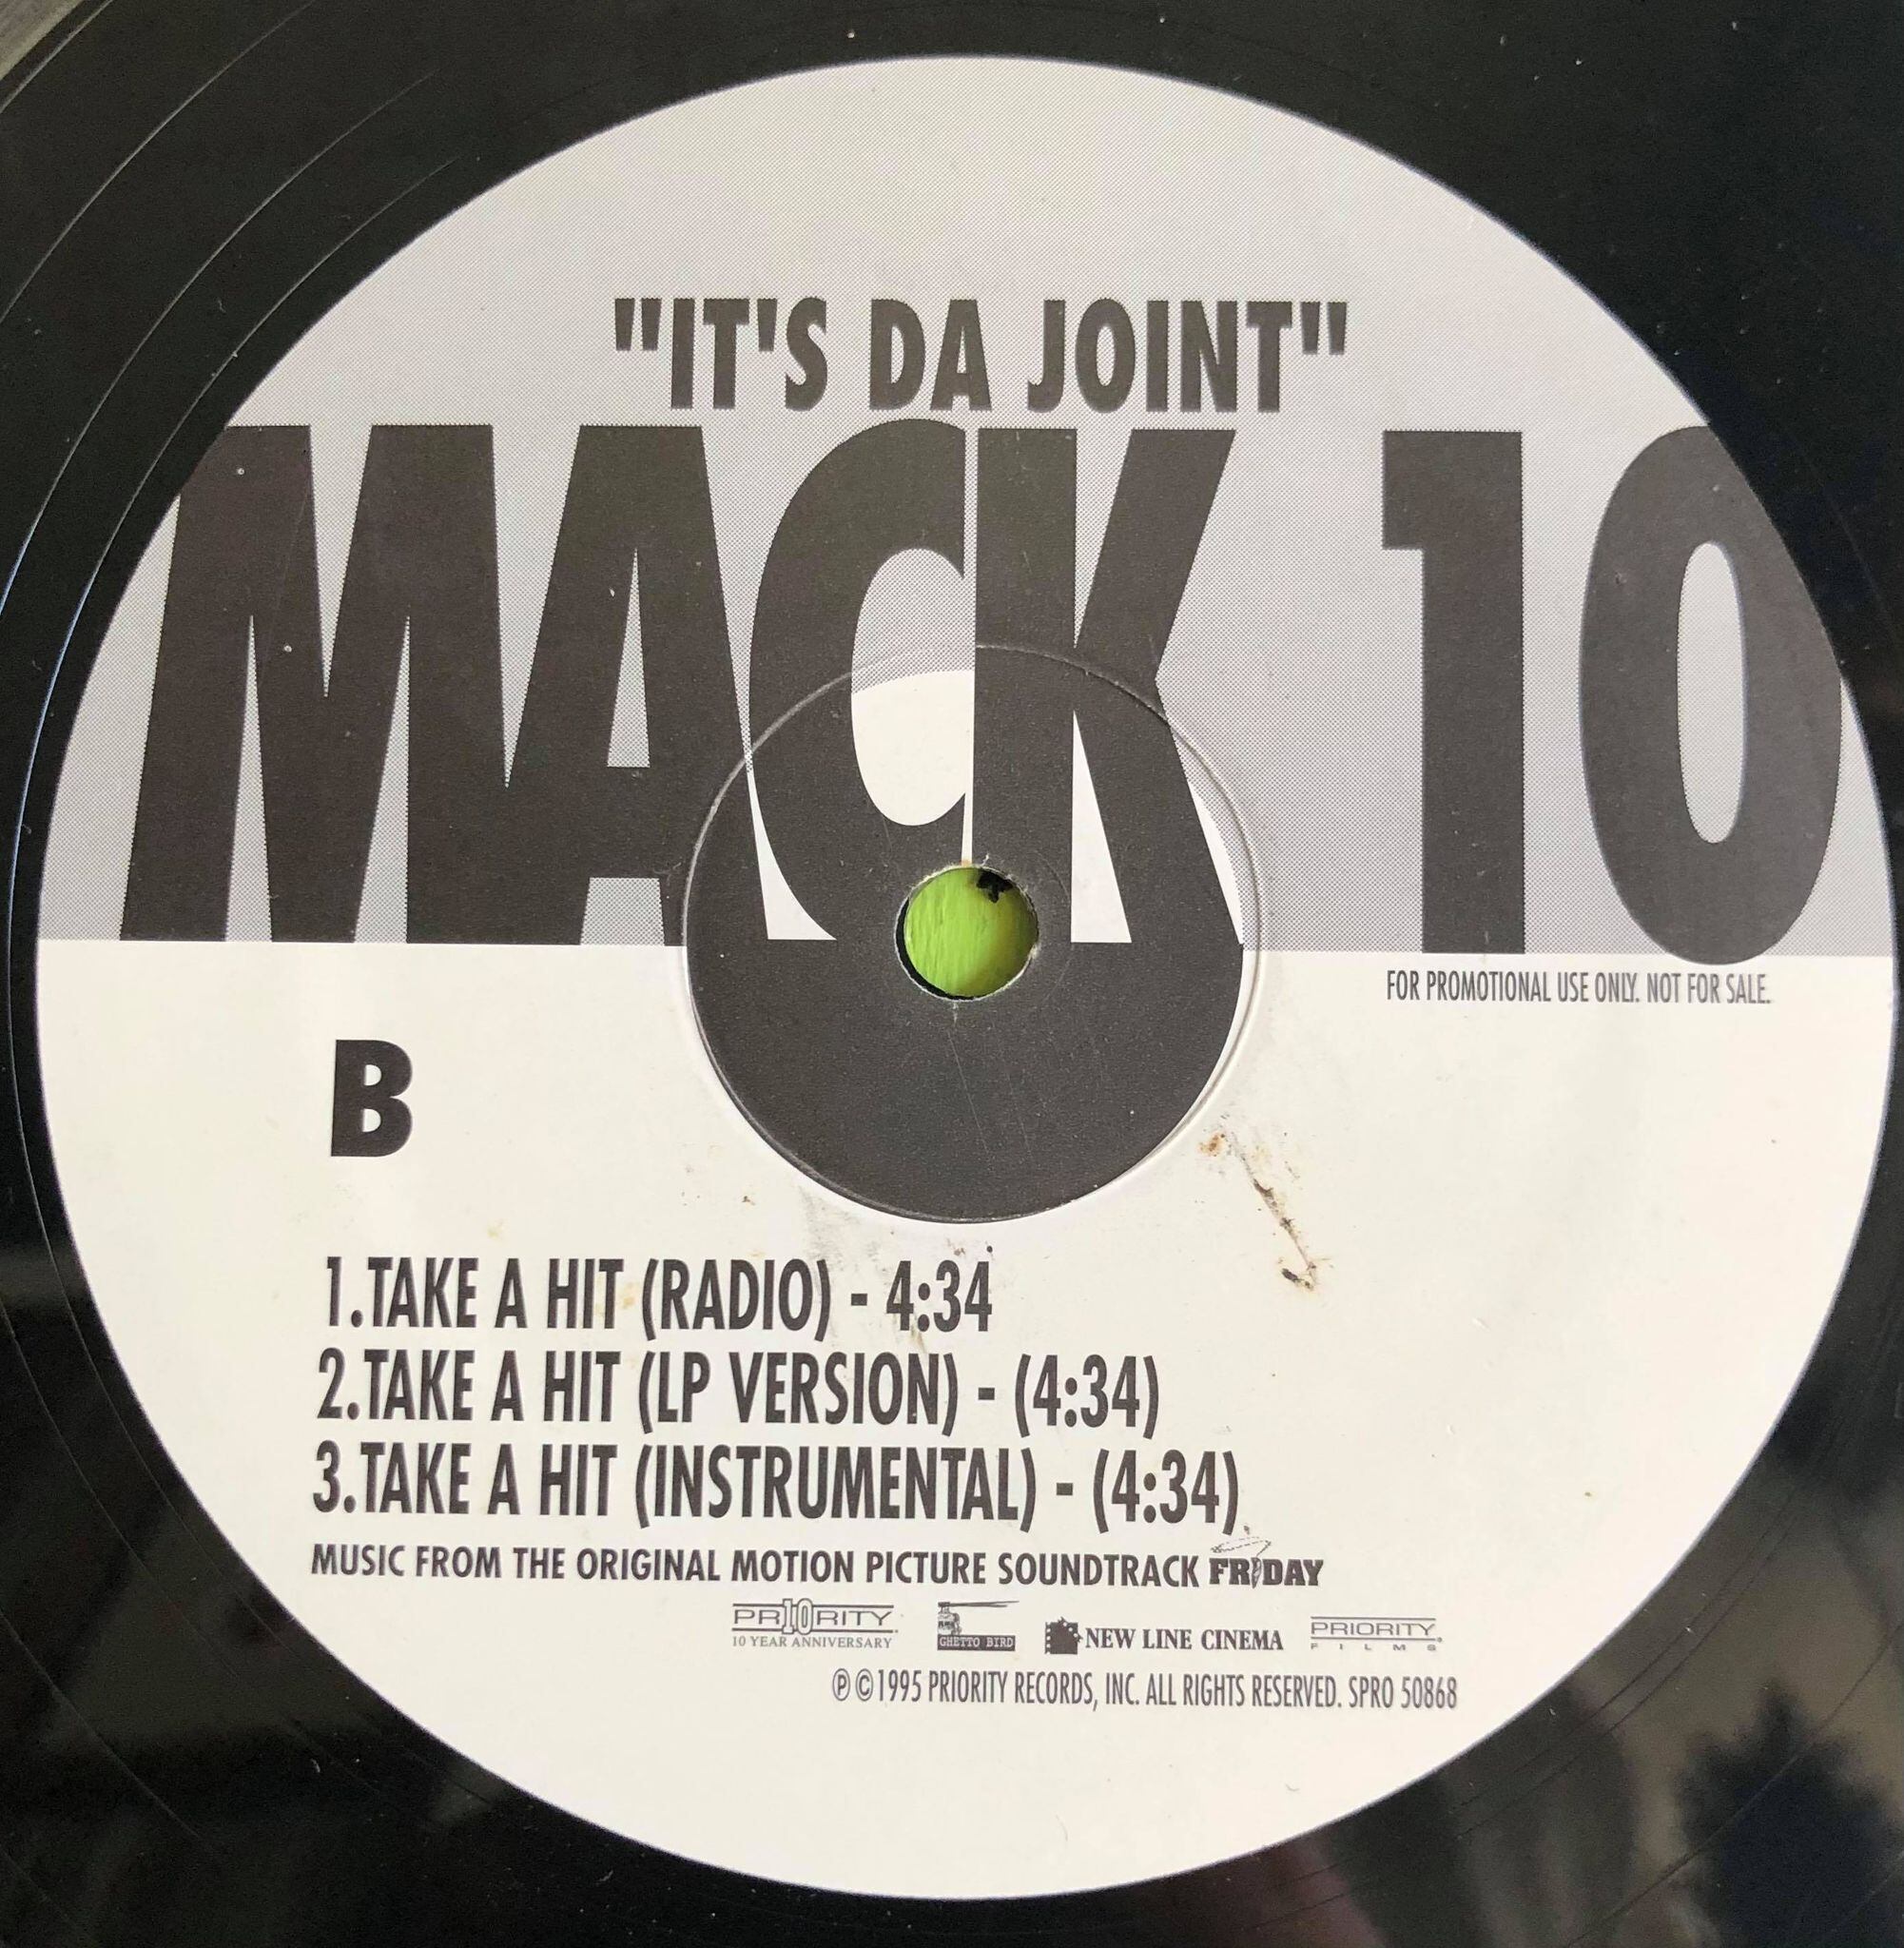 "IT'S DA JOINT"
MACK 10
FOR PROMOTIONAL USE ONLY. NOT FOR SALE.
B
1.TAKE A HIT (RADIO) - 4:34
2.TAKE A HIT (LP VERSION) - (4:34)
3.TAKE A HIT (INSTRUMENTAL) - (4:34)
MUSIC FROM THE ORIGINAL MOTION PICTURE SOUNDTRACK FRIDAY
PR10RITY 10 YEAR ANNIVERSARY
GHETTO BIRD
NEW LINE CINEMA
PRIORITY FILMS
℗©1995 PRIORITY RECORDS, INC. ALL RIGHTS RESERVED. SPRO 50868